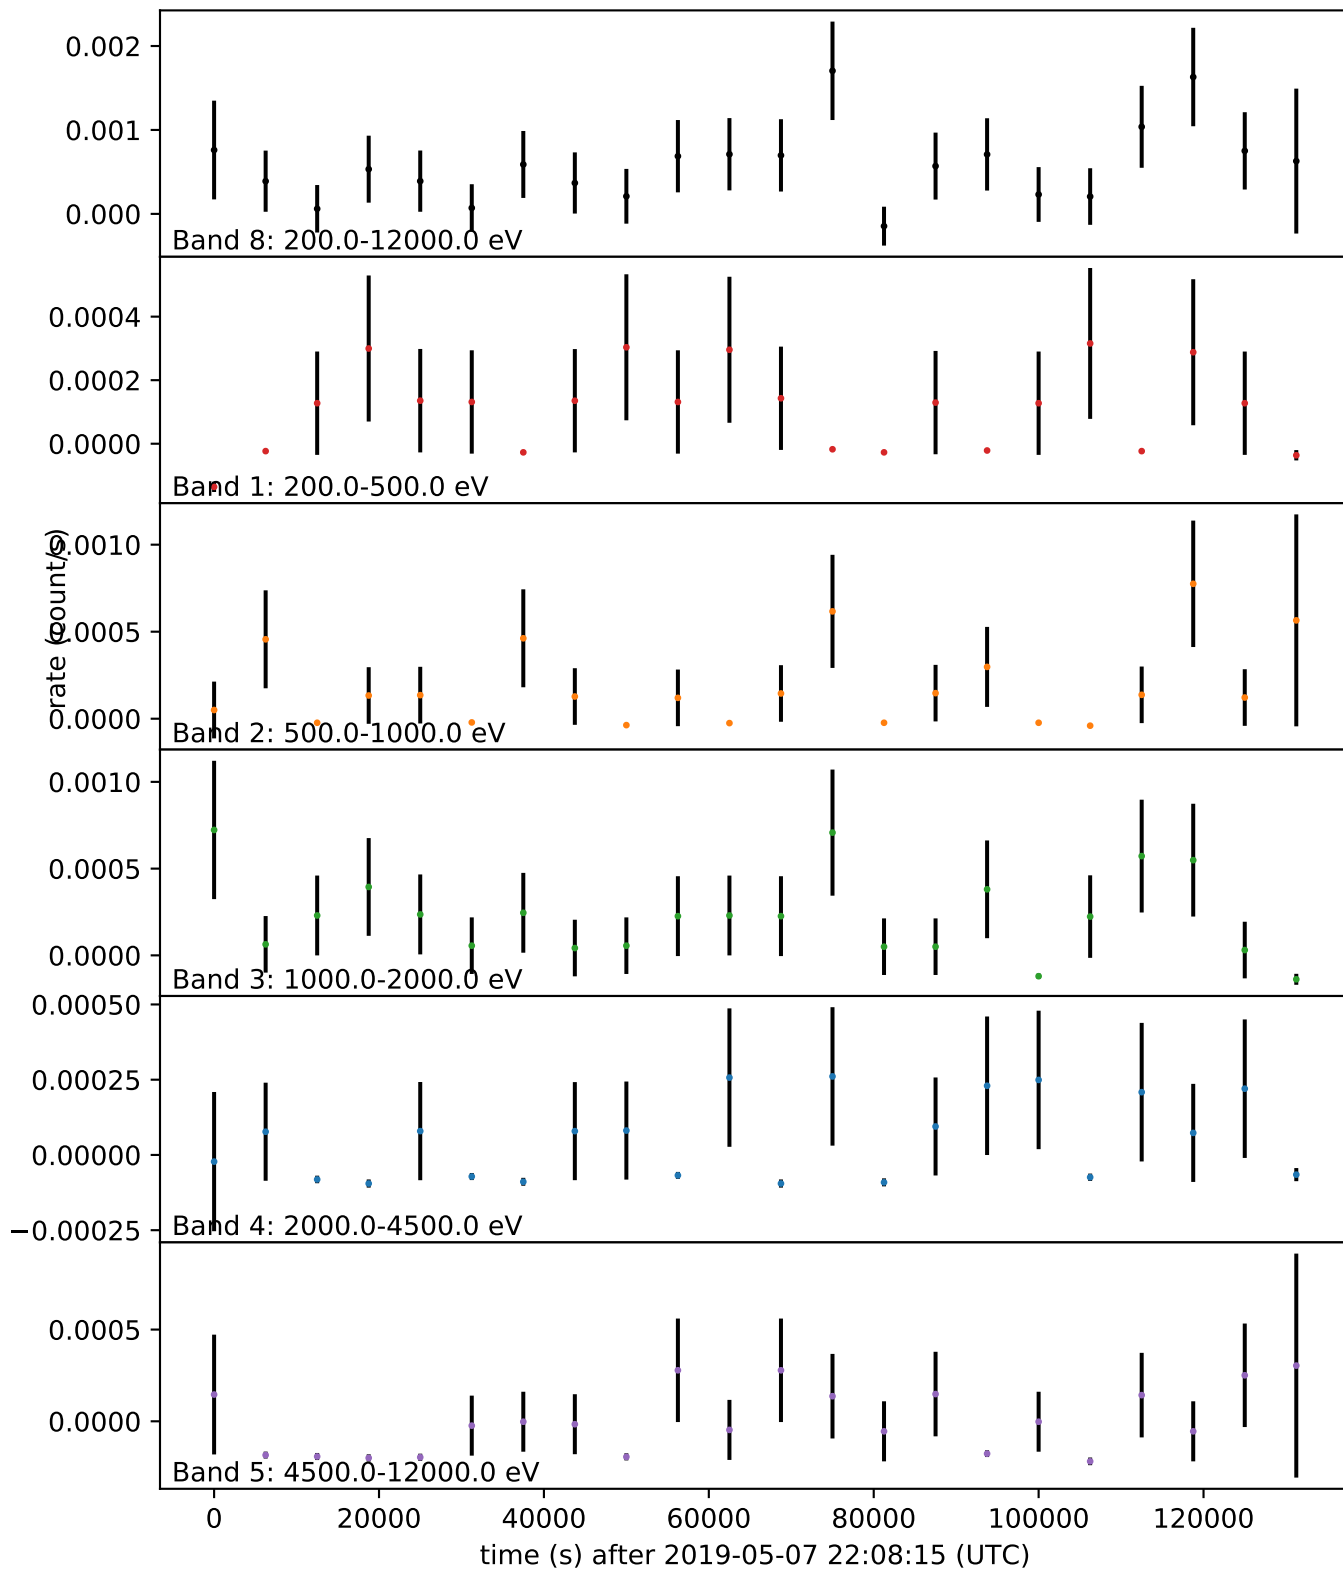 0.002
0.001
0.000
Band 8: 200.0-12000.0 eV
0.0004
0.0002
0.0000
Band 1: 200.0-500.0 eV
rate (count/s)
0.0010
0.0005
0.0000
Band 2: 500.0-1000.0 eV
0.0010
0.0005
0.0000
Band 3: 1000.0-2000.0 eV
0.00050
0.00025
0.00000
−0.00025
Band 4: 2000.0-4500.0 eV
0.0005
0.0000
Band 5: 4500.0-12000.0 eV
0 20000 40000 60000 80000 100000 120000
time (s) after 2019-05-07 22:08:15 (UTC)